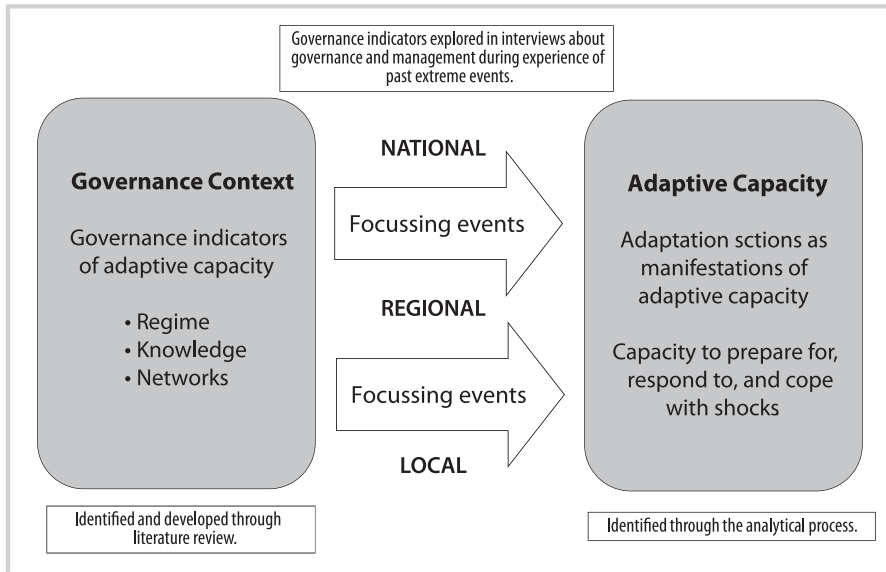 Governance indicators explored in interviews about
governance and management during experience of
past extreme events.
Governance Context
Governance indicators
of adaptive capacity
• Regime
• Knowledge
• Networks
Identified and developed through
literature review.
NATIONAL
Focussing events
REGIONAL
Focussing events
LOCAL
Adaptive Capacity
Adaptation sctions as
manifestations of
adaptive capacity
Capacity to prepare for,
respond to, and cope
with shocks
Identified through the analytical process.